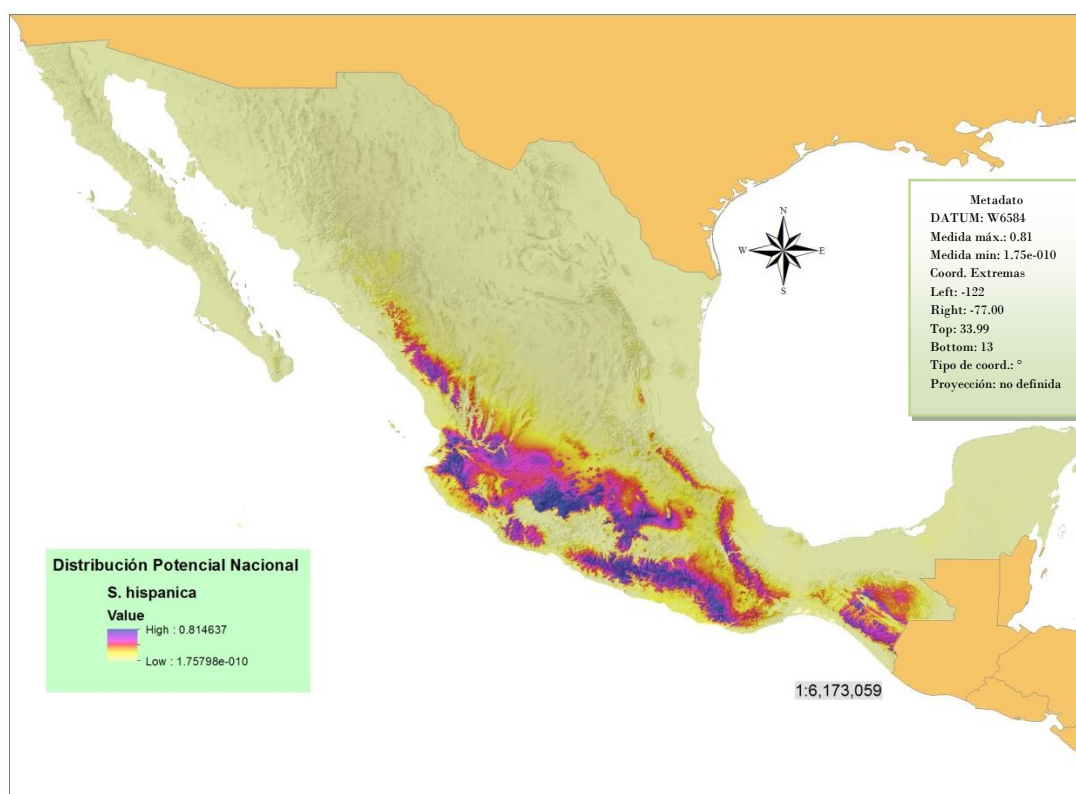 N
W
E
S
Metadato
DATUM: W6584
Medida máx.: 0.81
Medida min: 1.75e-010
Coord. Extremas
Left: -122
Right: -77.00
Top: 33.99
Bottom: 13
Tipo de coord.: °
Proyección: no definida
Distribución Potencial Nacional
S. hispanica
Value
High : 0.814637
Low : 1.75798e-010
1:6,173,059